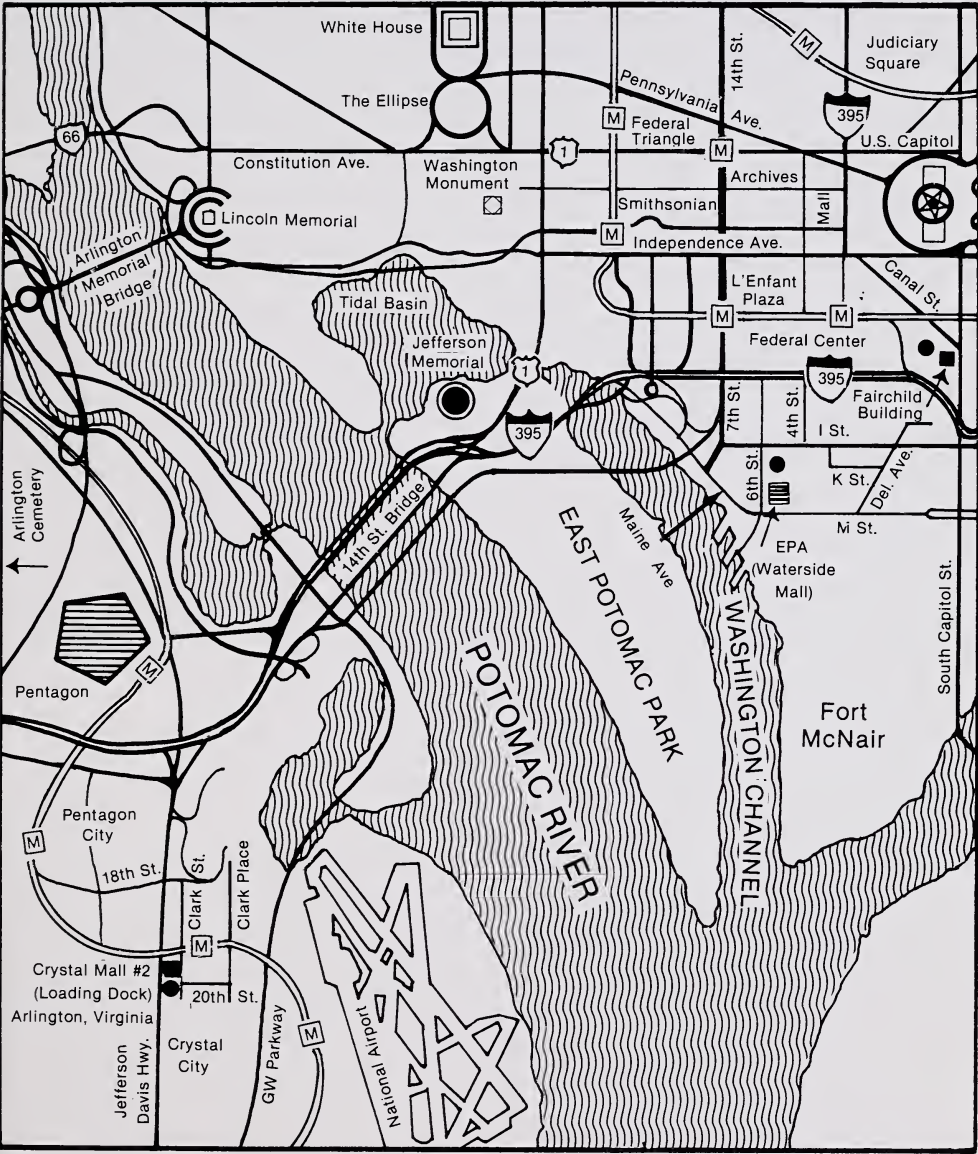 White House
The Ellipse
Pennsylvania Ave.
14th St.
M
Judiciary
Square
395
66
Constitution Ave.
Washington
Monument
1
M
Federal
Triangle
M
U.S. Capitol
Archives
Mall
Lincoln Memorial
Smithsonian
M
Independence Ave.
Arlington
Memorial
Bridge
Tidal Basin
L'Enfant
Plaza
Canal St.
M
M
Jefferson
Memorial
1
Federal Center
395
395
Fairchild
Building
7th St.
4th St.
I St.
6th St.
K St.
Del. Ave.
M St.
14th St. Bridge
Arlington
Cemetery
Maine Ave
EPA
(Waterside
Mall)
EAST POTOMAC PARK
WASHINGTON CHANNEL
South Capitol St.
POTOMAC RIVER
Fort
McNair
M
Pentagon
Pentagon
City
M
18th St.
Clark St.
Clark Place
M
Crystal Mall #2
(Loading Dock)
Arlington, Virginia
20th St.
M
Crystal
City
Jefferson
Davis Hwy.
GW Parkway
National Airport